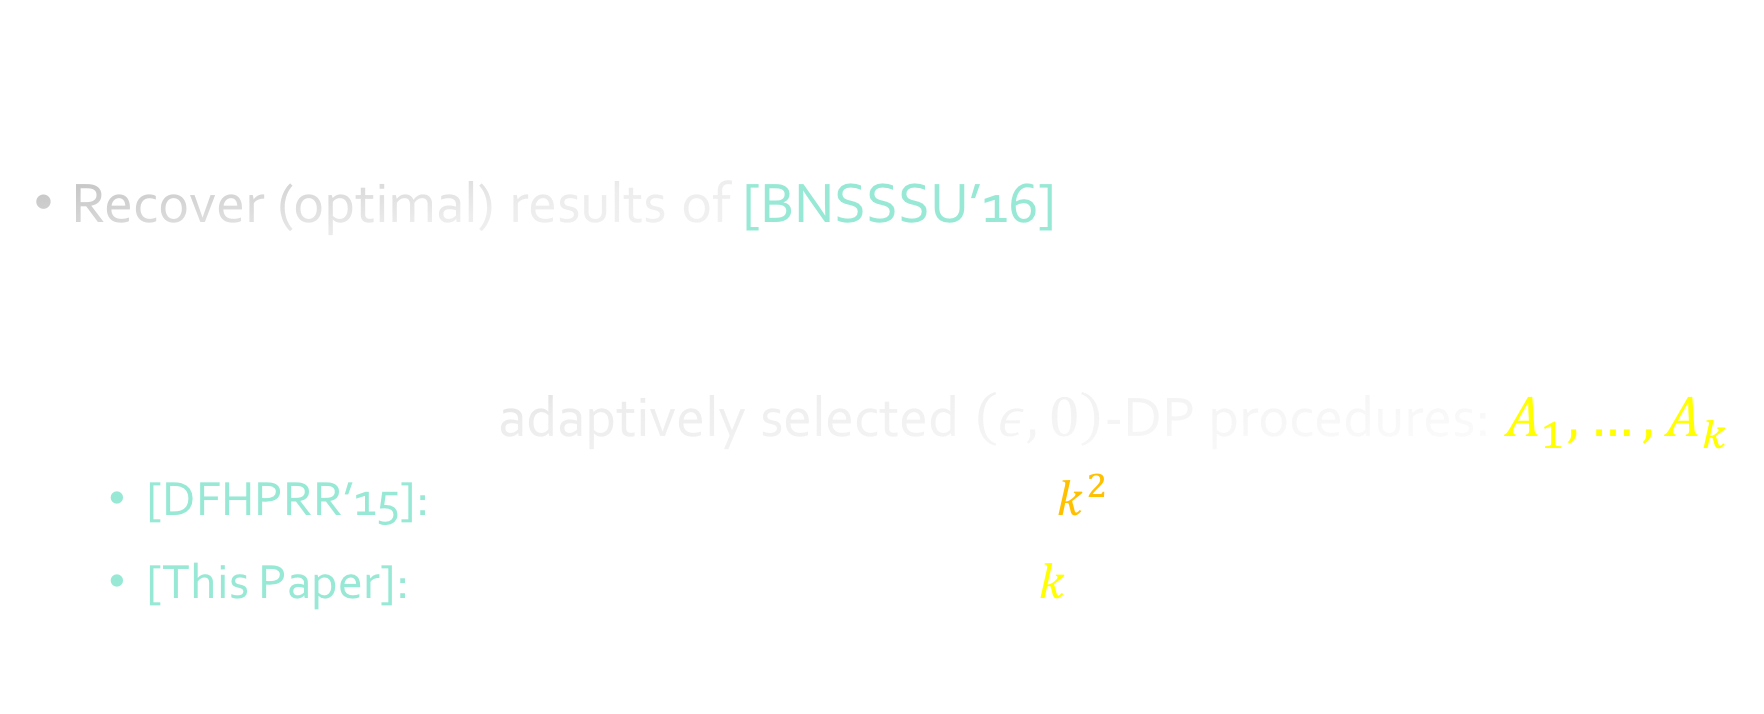 • Recover (optimal) results of [BNSSSU'16]
adaptively selected (ϵ, 0)-DP procedures: A₁, … , Aₖ
• [DFHPRR'15]: k²
• [This Paper]: k